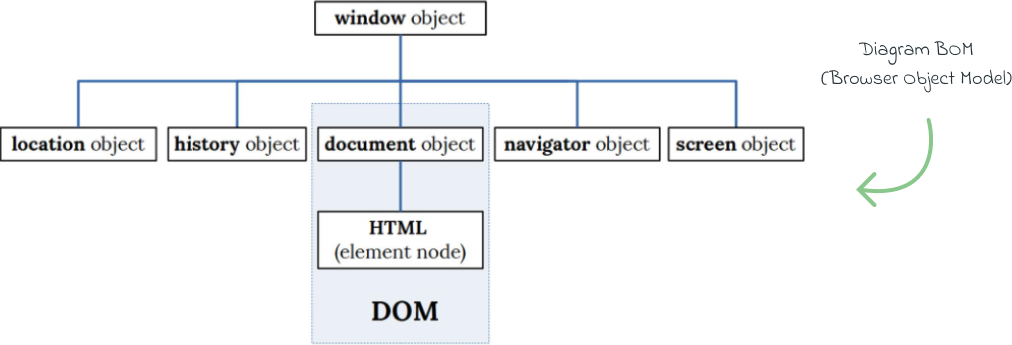 window object
Diagram BOM
(Browser Object Model)
location object
history object
document object
navigator object
screen object
HTML
(element node)
DOM